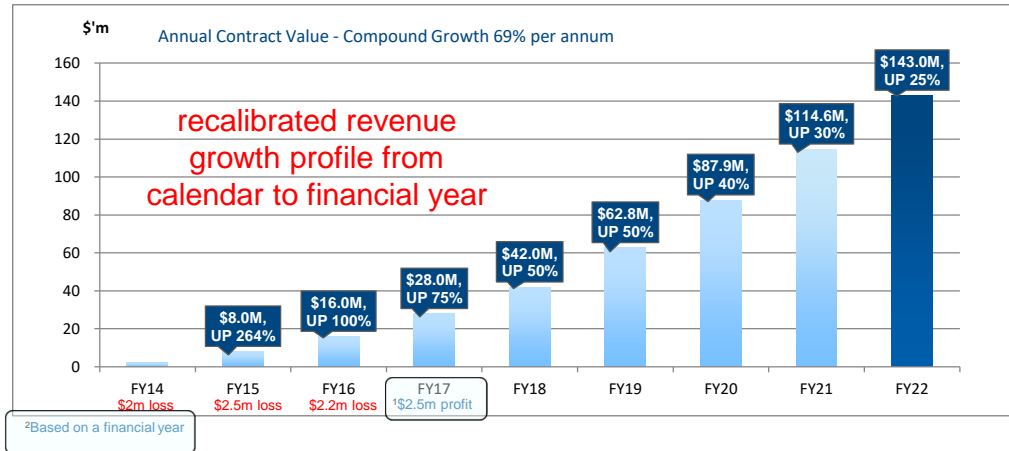 $'m
Annual Contract Value - Compound Growth 69% per annum
160
140
120
100
80
60
40
20
0
recalibrated revenue
growth profile from
calendar to financial year
$8.0M,
UP 264%
$16.0M,
UP 100%
$28.0M,
UP 75%
$42.0M,
UP 50%
$62.8M,
UP 50%
$87.9M,
UP 40%
$114.6M,
UP 30%
$143.0M,
UP 25%
FY14
FY15
FY16
FY17
FY18
FY19
FY20
FY21
FY22
$2m loss
$2.5m loss
$2.2m loss
¹$2.5m profit
²Based on a financial year